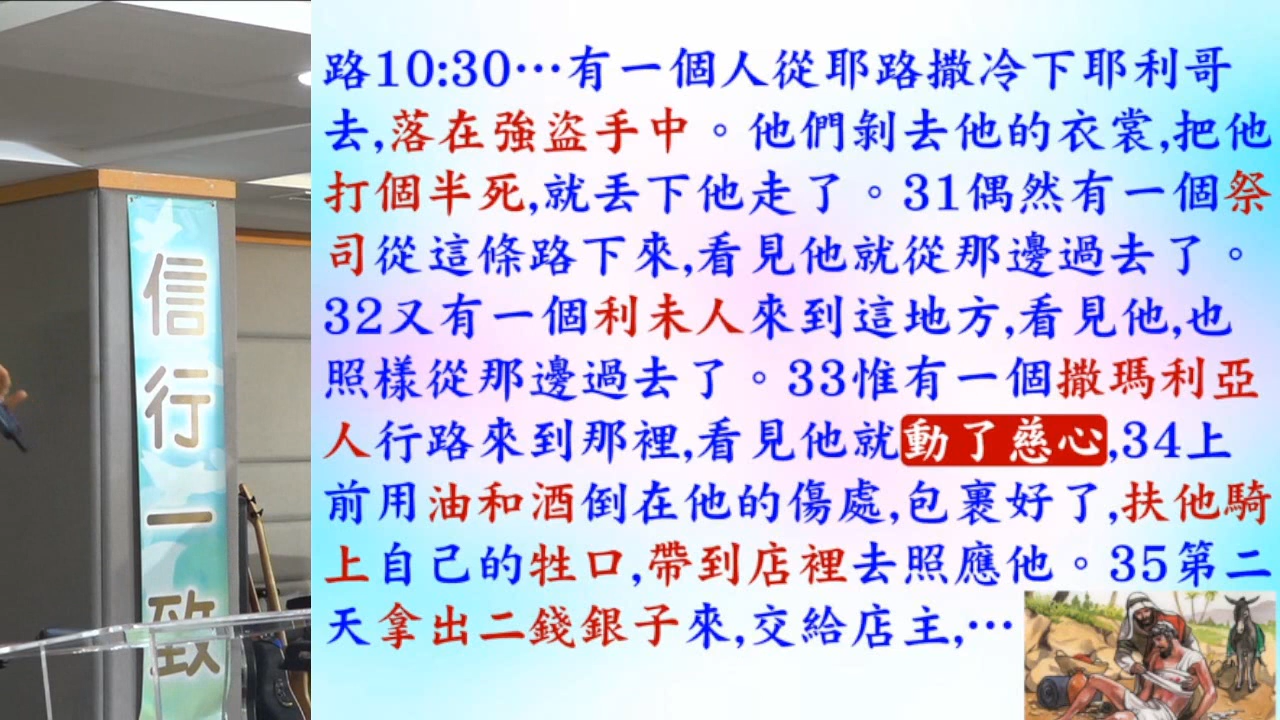 信行一致
路10:30…有一個人從耶路撒冷下耶利哥
去,落在強盜手中。他們剝去他的衣裳,把他
打個半死,就丟下他走了。31偶然有一個祭
司從這條路下來,看見他就從那邊過去了。
32又有一個利未人來到這地方,看見他,也
照樣從那邊過去了。33惟有一個撒瑪利亞
人行路來到那裡,看見他就動了慈心,34上
前用油和酒倒在他的傷處,包裹好了,扶他騎
上自己的牲口,帶到店裡去照應他。35第二
天拿出二錢銀子來,交給店主,…